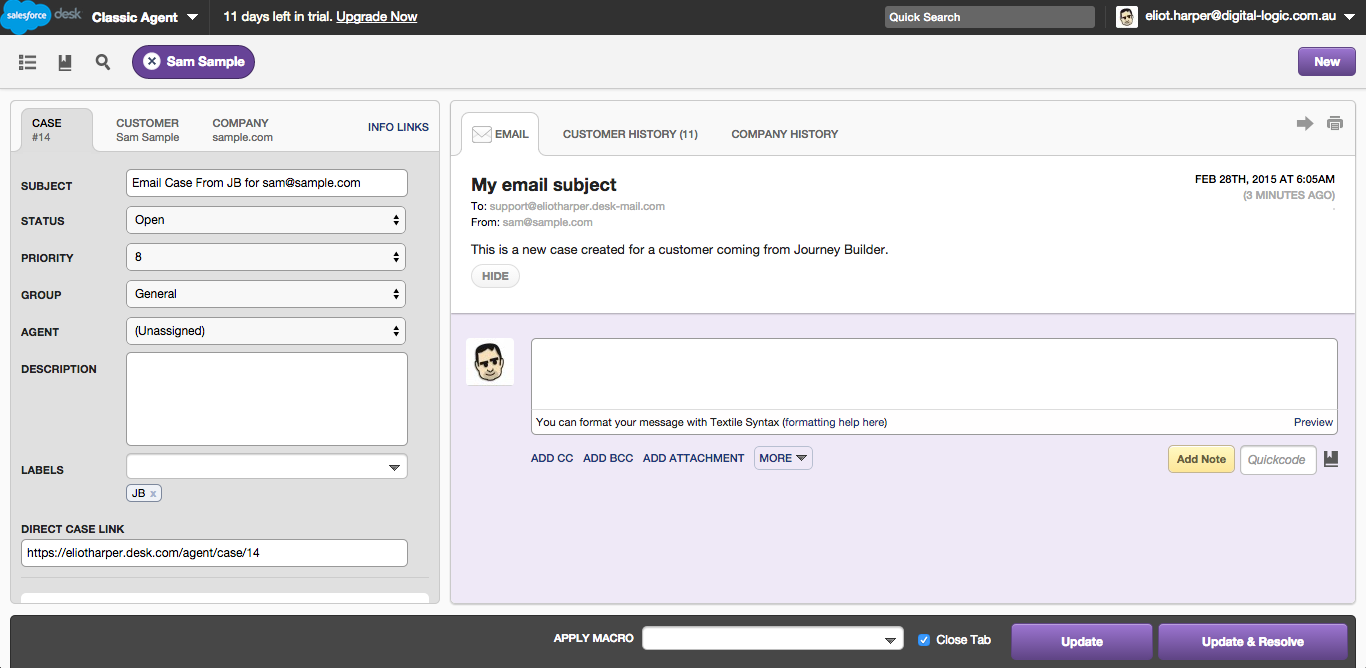 salesforce desk Classic Agent 11 days left in trial. Upgrade Now Quick Search eliot.harper@digital-logic.com.au
Sam Sample New
CASE
#14
CUSTOMER
Sam Sample
COMPANY
sample.com
INFO LINKS
SUBJECT Email Case From JB for sam@sample.com
STATUS Open
PRIORITY 8
GROUP General
AGENT (Unassigned)
DESCRIPTION
LABELS
JB x
DIRECT CASE LINK
https://eliotharper.desk.com/agent/case/14
EMAIL CUSTOMER HISTORY (11) COMPANY HISTORY
My email subject
FEB 28TH, 2015 AT 6:05AM
(3 MINUTES AGO)
To: support@eliotharper.desk-mail.com
From: sam@sample.com
This is a new case created for a customer coming from Journey Builder.
HIDE
You can format your message with Textile Syntax (formatting help here) Preview
ADD CC ADD BCC ADD ATTACHMENT MORE Add Note Quickcode
APPLY MACRO Close Tab Update Update & Resolve